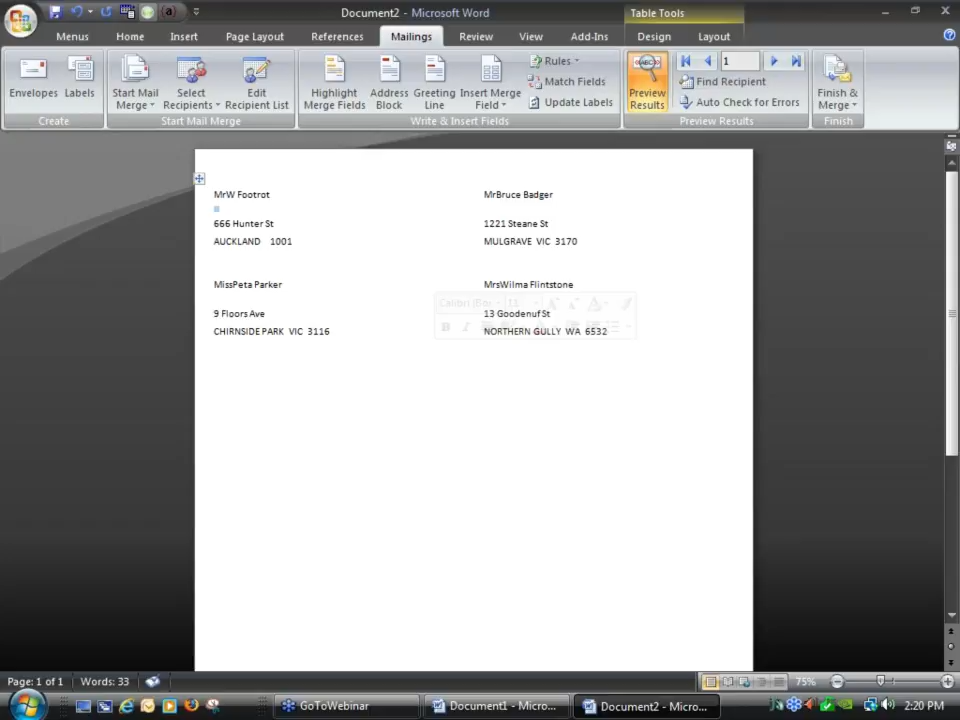 Document2 - Microsoft Word
Table Tools
Menus Home Insert Page Layout References Mailings Review View Add-Ins Design Layout
Envelopes Labels
Start Mail Merge
Select Recipients
Edit Recipient List
Highlight Merge Fields
Address Block
Greeting Line
Insert Merge Field
Rules
Match Fields
Update Labels
ABC
Preview Results
1
Find Recipient
Auto Check for Errors
Finish & Merge
Create Start Mail Merge Write & Insert Fields Preview Results Finish
MrW Footrot
666 Hunter St
AUCKLAND 1001
MrBruce Badger
1221 Steane St
MULGRAVE VIC 3170
MissPeta Parker
9 Floors Ave
CHIRNSIDE PARK VIC 3116
MrsWilma Flintstone
13 Goodenuf St
NORTHERN GULLY WA 6532
Calibri (Boc 11
B I
Page: 1 of 1 Words: 33 75%
GoToWebinar Document1 - Micro... Document2 - Micro... 2:20 PM